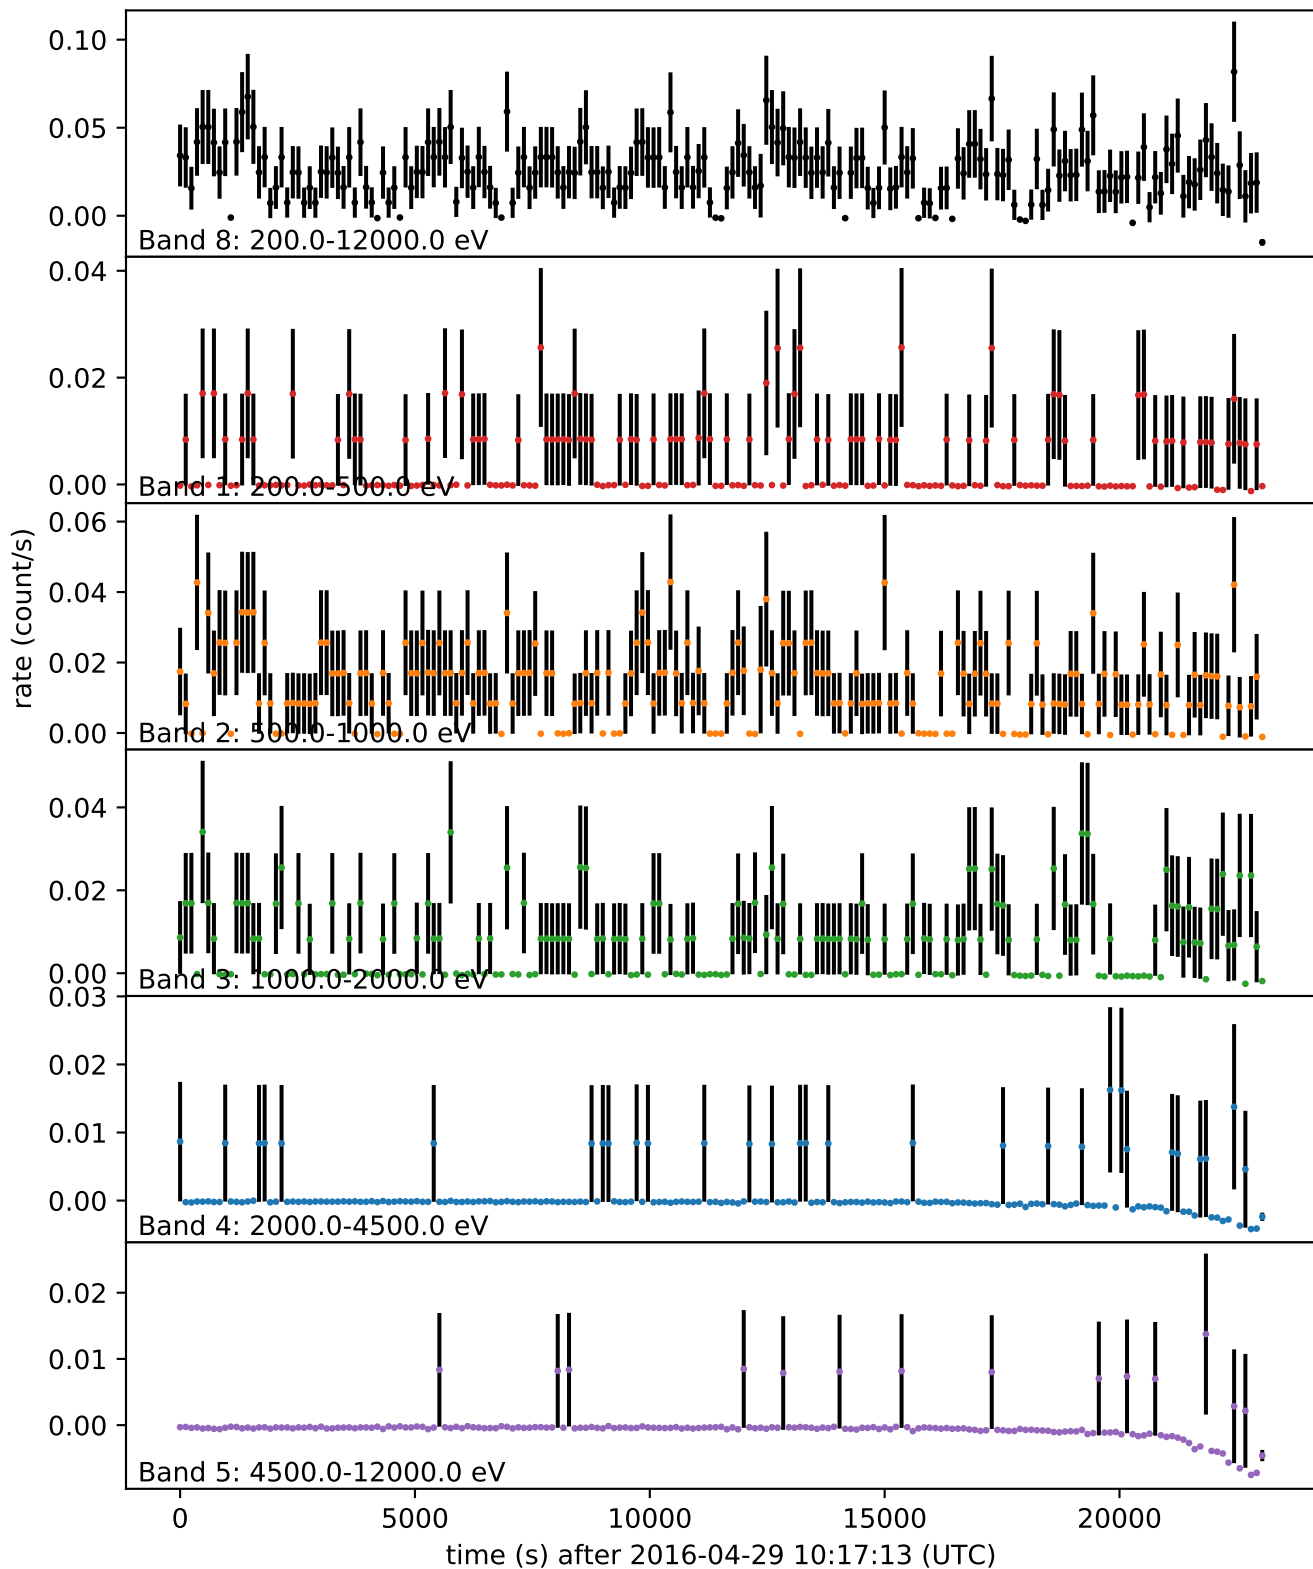 0.10
0.05
0.00
Band 8: 200.0-12000.0 eV
0.04
0.02
0.00
Band 1: 200.0-500.0 eV
0.06
0.04
0.02
0.00
Band 2: 500.0-1000.0 eV
rate (count/s)
0.04
0.02
0.00
Band 3: 1000.0-2000.0 eV
0.03
0.02
0.01
0.00
Band 4: 2000.0-4500.0 eV
0.02
0.01
0.00
Band 5: 4500.0-12000.0 eV
0 5000 10000 15000 20000
time (s) after 2016-04-29 10:17:13 (UTC)